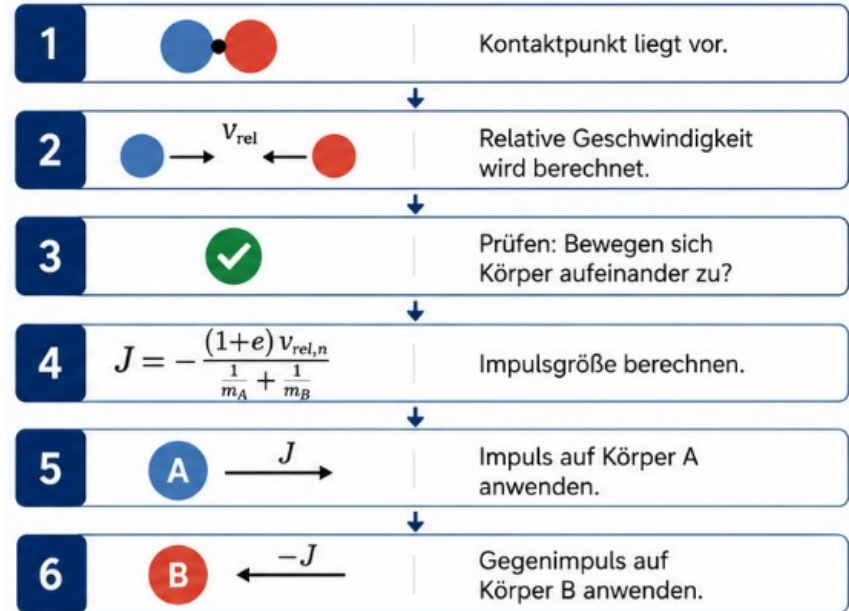 1
Kontaktpunkt liegt vor.
2
v_rel
Relative Geschwindigkeit
wird berechnet.
3
Prüfen: Bewegen sich
Körper aufeinander zu?
4
J = - (1+e) v_rel,n / (1/m_A + 1/m_B)
Impulsgröße berechnen.
5
A
J
Impuls auf Körper A
anwenden.
6
B
-J
Gegenimpuls auf
Körper B anwenden.